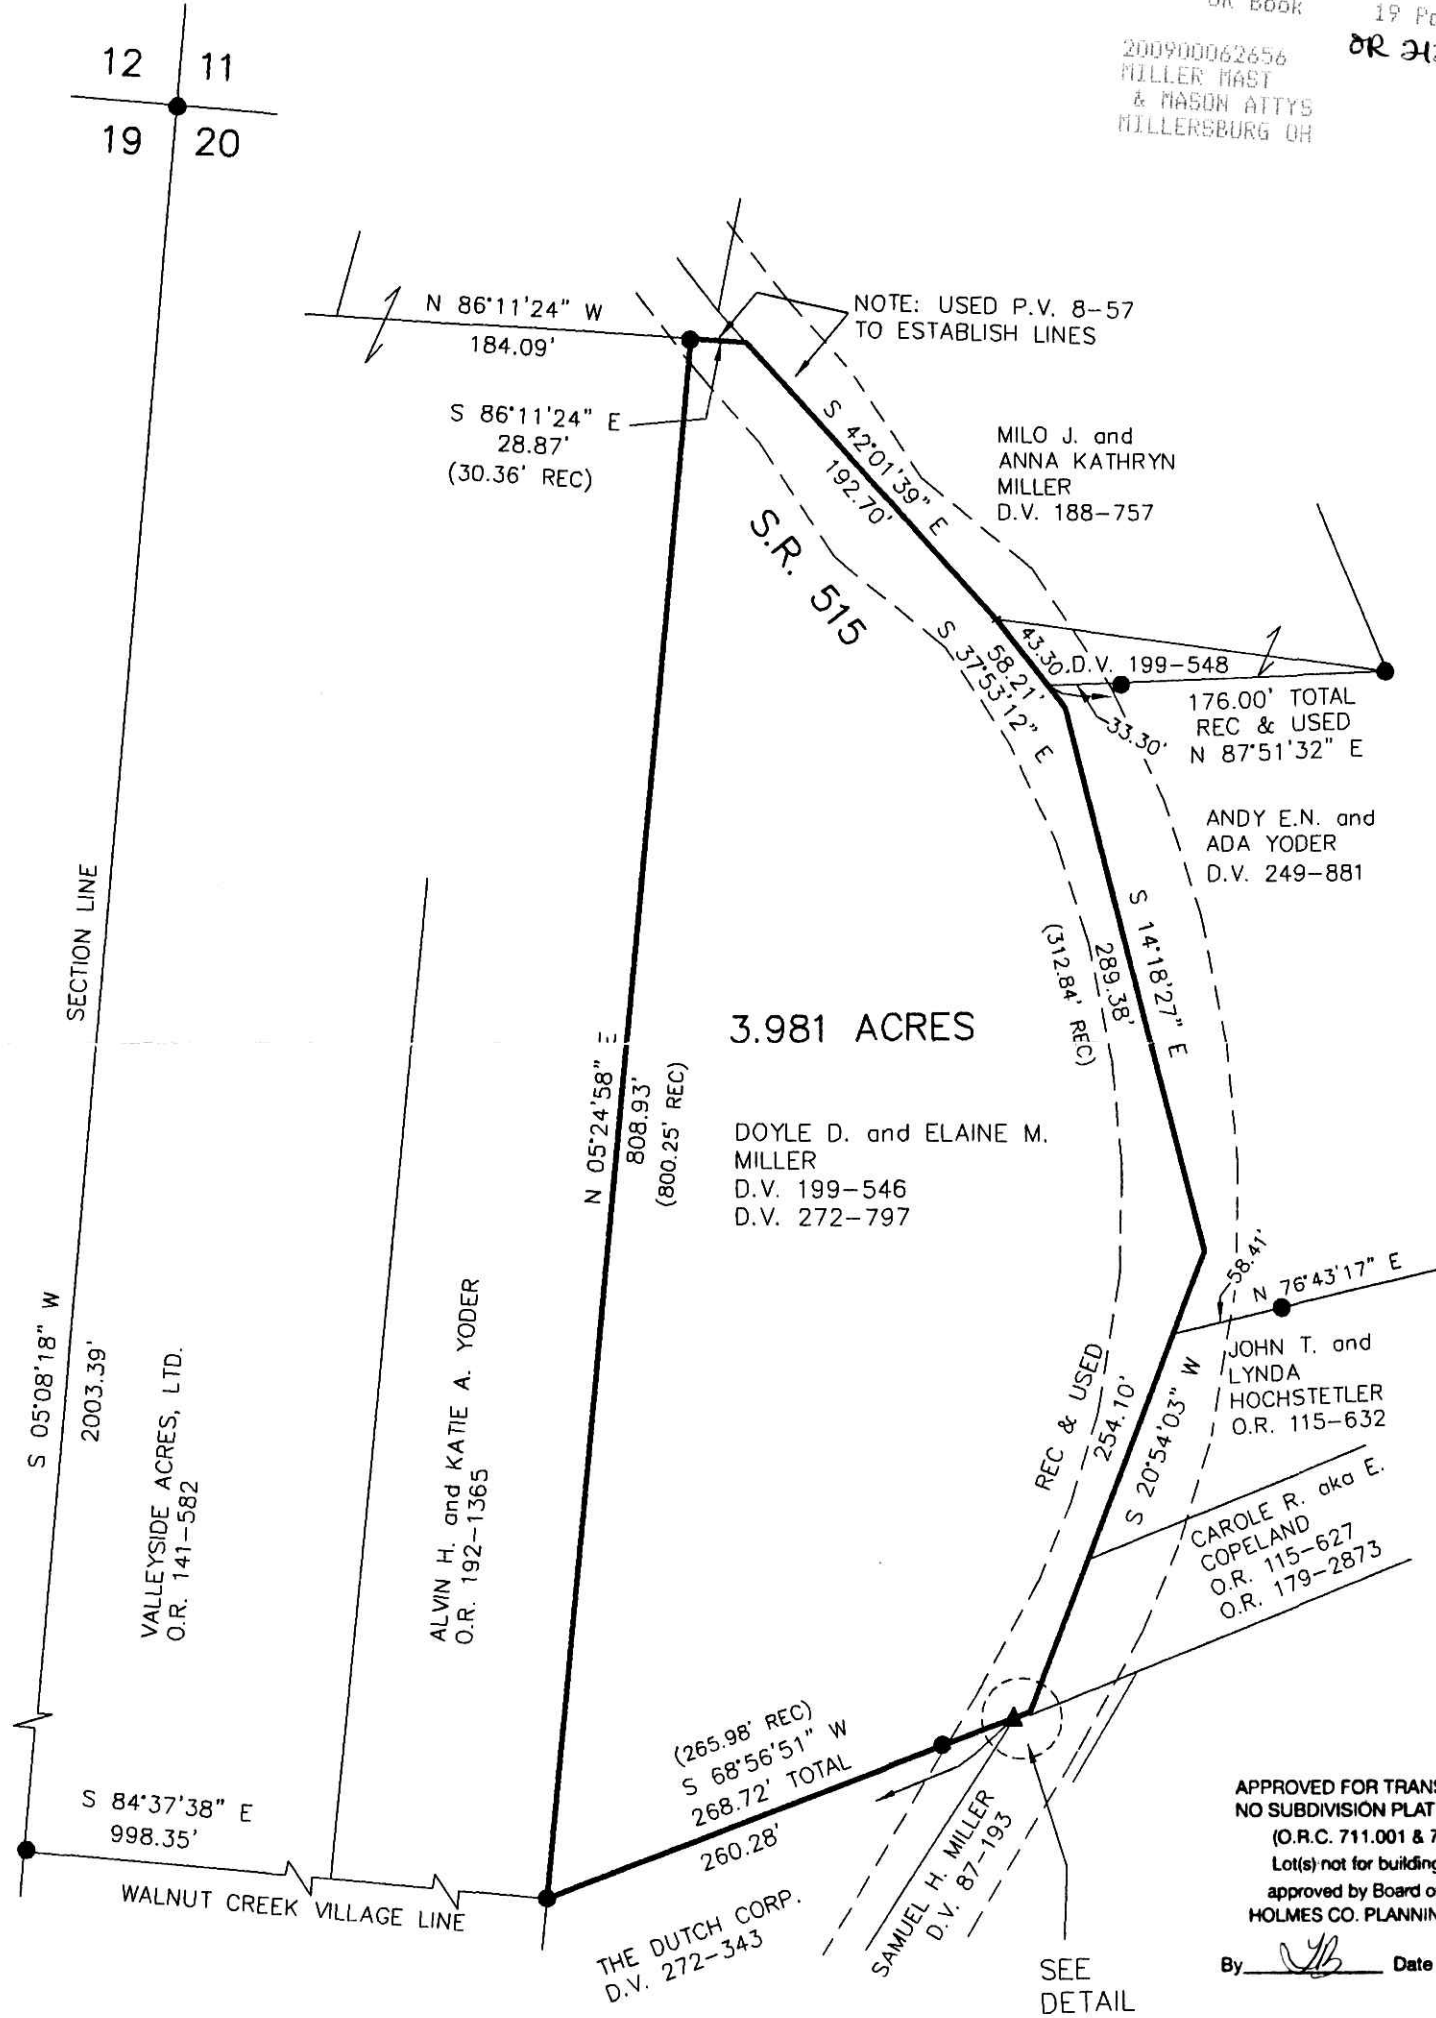 OR Book 19
200900062656
MILLER MAST
& MASON ATTYS
MILLERSBURG OH
12 11
19 20
N 86°11'24" W
184.09'
NOTE: USED P.V. 8-57
TO ESTABLISH LINES
S 86°11'24" E
28.87'
(30.36' REC)
S 42°01'39" E
192.70'
MILO J. and
ANNA KATHRYN
MILLER
D.V. 188-757
S.R. 515
43.30'
58.21'
S 37°53'12" E
D.V. 199-548
176.00' TOTAL
REC & USED
N 87°51'32" E
33.30'
ANDY E.N. and
ADA YODER
D.V. 249-881
SECTION LINE
S 14°18'27" E
289.38'
(312.84' REC)
3.981 ACRES
N 05°24'58" E
808.93'
(800.25' REC)
DOYLE D. and ELAINE M.
MILLER
D.V. 199-546
D.V. 272-797
58.41'
N 76°43'17" E
S 05°08'18" W
2003.39'
VALLEYSIDE ACRES, LTD.
O.R. 141-582
ALVIN H. and KATIE A. YODER
O.R. 192-1365
REC & USED
254.10'
S 20°54'03" W
JOHN T. and
LYNDA
HOCHSTETLER
O.R. 115-632
CAROLE R. aka E.
COPELAND
O.R. 115-627
O.R. 179-2873
(265.98' REC)
S 68°56'51" W
268.72' TOTAL
260.28'
S 84°37'38" E
998.35'
WALNUT CREEK VILLAGE LINE
THE DUTCH CORP.
D.V. 272-343
SAMUEL H. MILLER
D.V. 87-193
SEE
DETAIL
APPROVED FOR
NO SUBDIVISION PLAT
(O.R.C. 711.001 &
Lot(s) not for building
approved by Board
HOLMES CO.
By Date